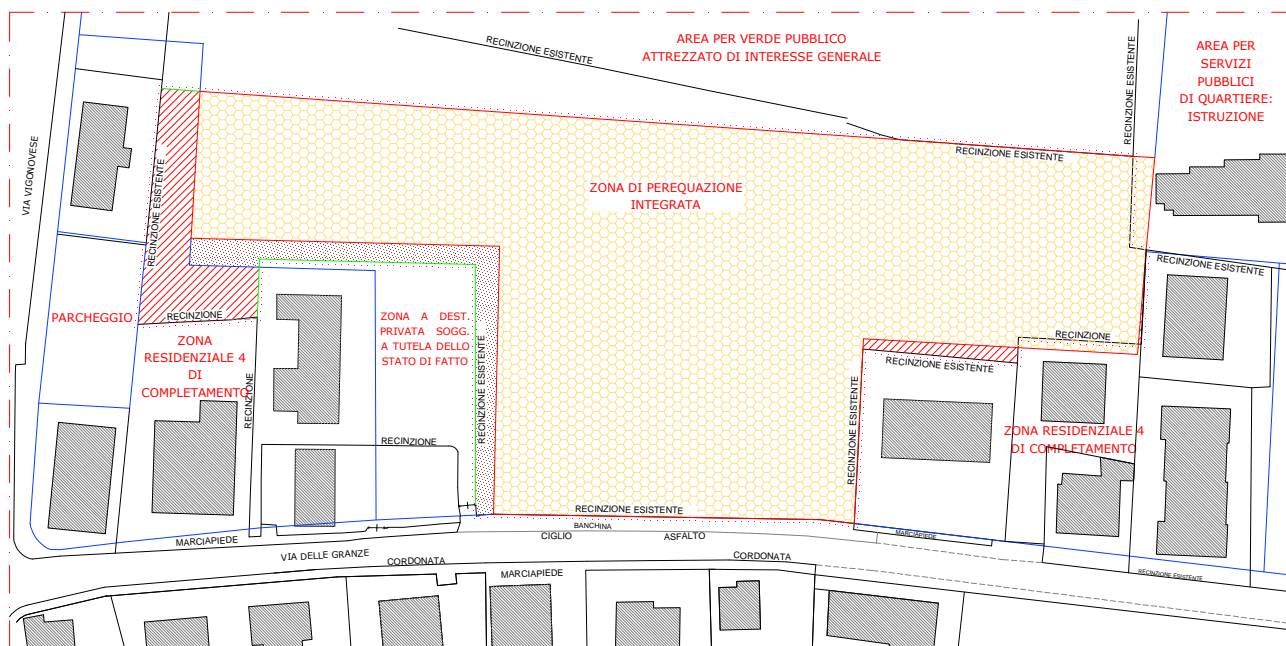 RECINZIONE ESISTENTE
AREA PER VERDE PUBBLICO
ATTREZZATO DI INTERESSE GENERALE
RECINZIONE ESISTENTE
AREA PER
SERVIZI
PUBBLICI
DI QUARTIERE:
ISTRUZIONE
VIA VIGONOVESE
RECINZIONE ESISTENTE
RECINZIONE ESISTENTE
ZONA DI PEREQUAZIONE
INTEGRATA
RECINZIONE ESISTENTE
PARCHEGGIO
RECINZIONE
ZONA
RESIDENZIALE 4
DI
COMPLETAMENTO
RECINZIONE
ZONA A DEST.
PRIVATA SOGG.
A TUTELA DELLO
STATO DI FATTO
RECINZIONE ESISTENTE
RECINZIONE
RECINZIONE
RECINZIONE ESISTENTE
RECINZIONE ESISTENTE
ZONA RESIDENZIALE 4
DI COMPLETAMENTO
RECINZIONE ESISTENTE
BANCHINA
CIGLIO
ASFALTO
MARCIAPIEDE
MARCIAPIEDE
VIA DELLE GRANZE
CORDONATA
CORDONATA
MARCIAPIEDE
RECINZIONE ESISTENTE